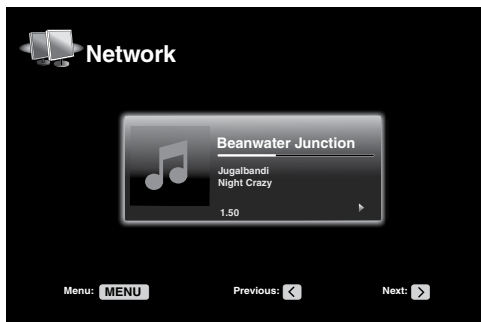 Network
Beanwater Junction
Jugalbandi
Night Crazy
1.50
Menu: MENU Previous: < Next: >